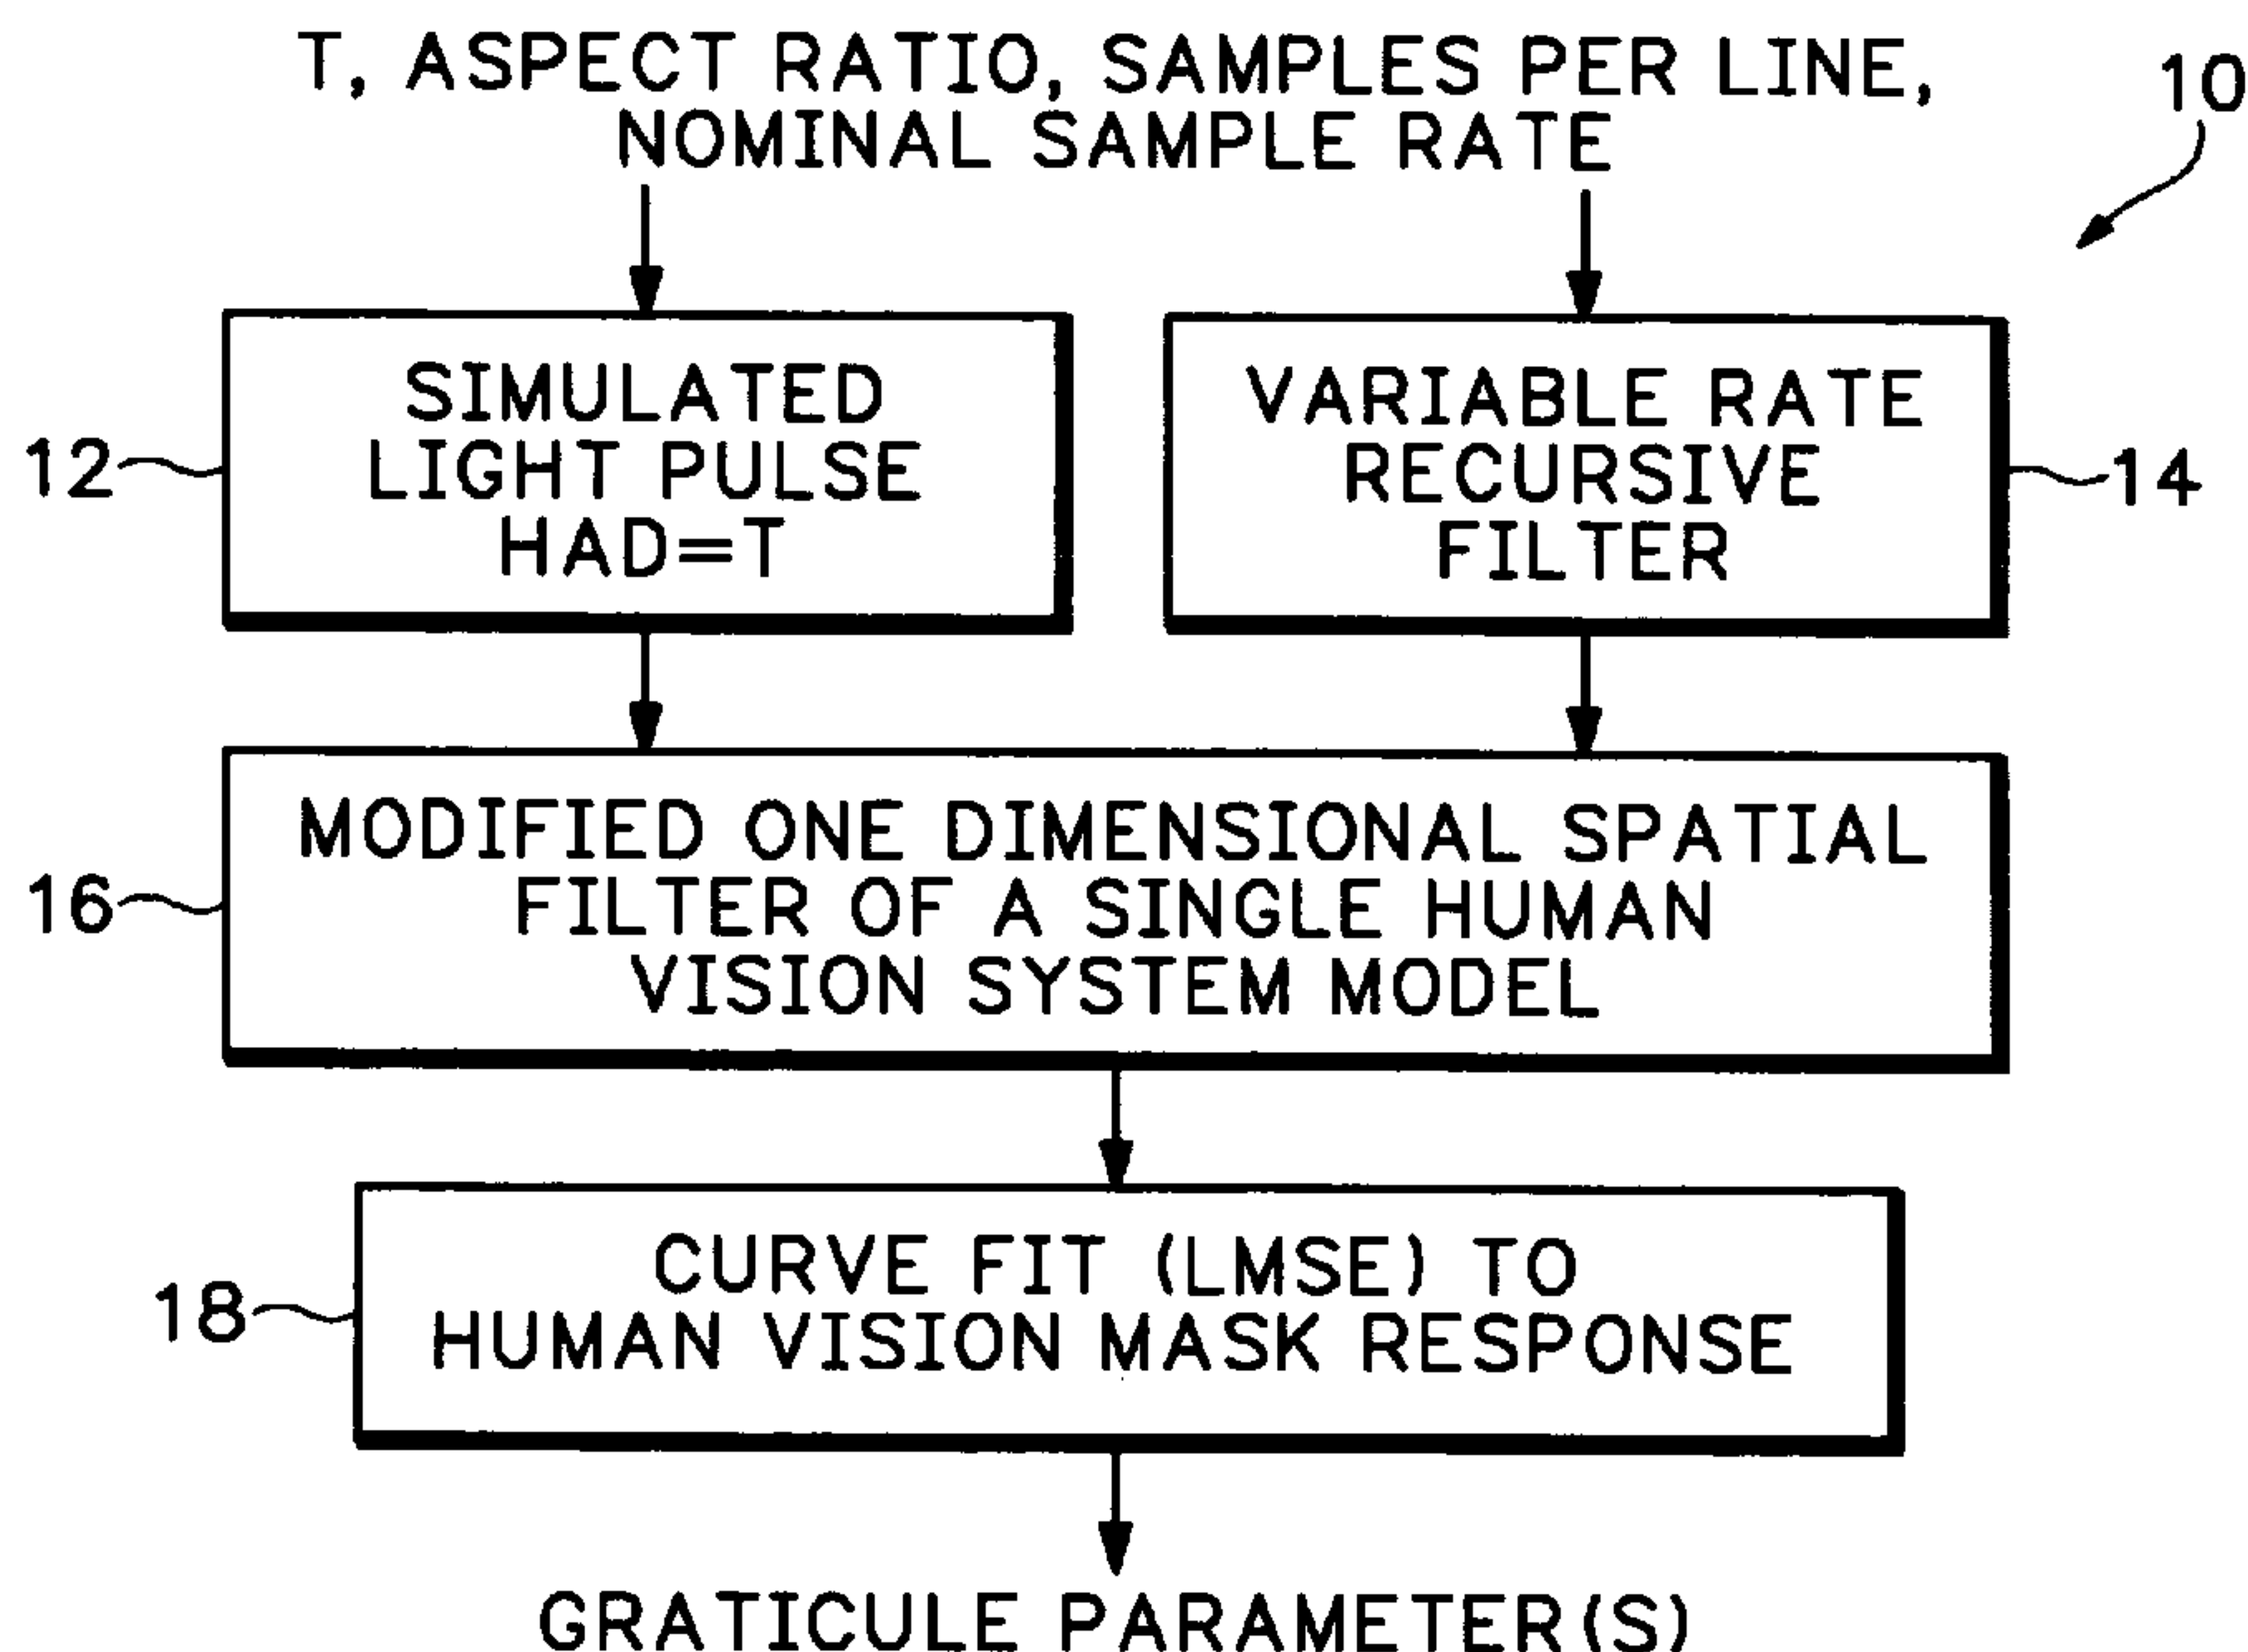 T, ASPECT RATIO, SAMPLES PER LINE,
NOMINAL SAMPLE RATE
10
SIMULATED
LIGHT PULSE
HAD=T
12
VARIABLE RATE
RECURSIVE
FILTER
14
MODIFIED ONE DIMENSIONAL SPATIAL
FILTER OF A SINGLE HUMAN
VISION SYSTEM MODEL
16
CURVE FIT (LMSE) TO
HUMAN VISION MASK RESPONSE
18
GRATICULE PARAMETER(S)